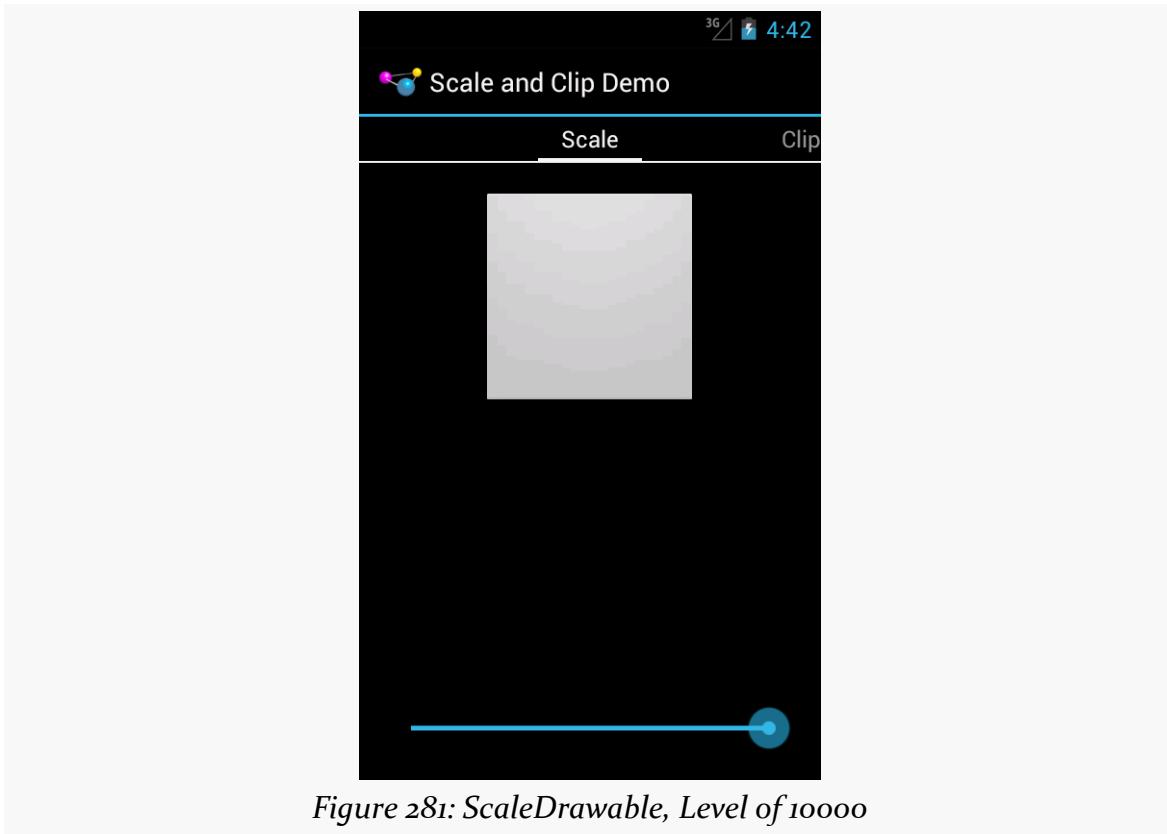 3G 4:42
Scale and Clip Demo
Scale Clip
Figure 281: ScaleDrawable, Level of 10000